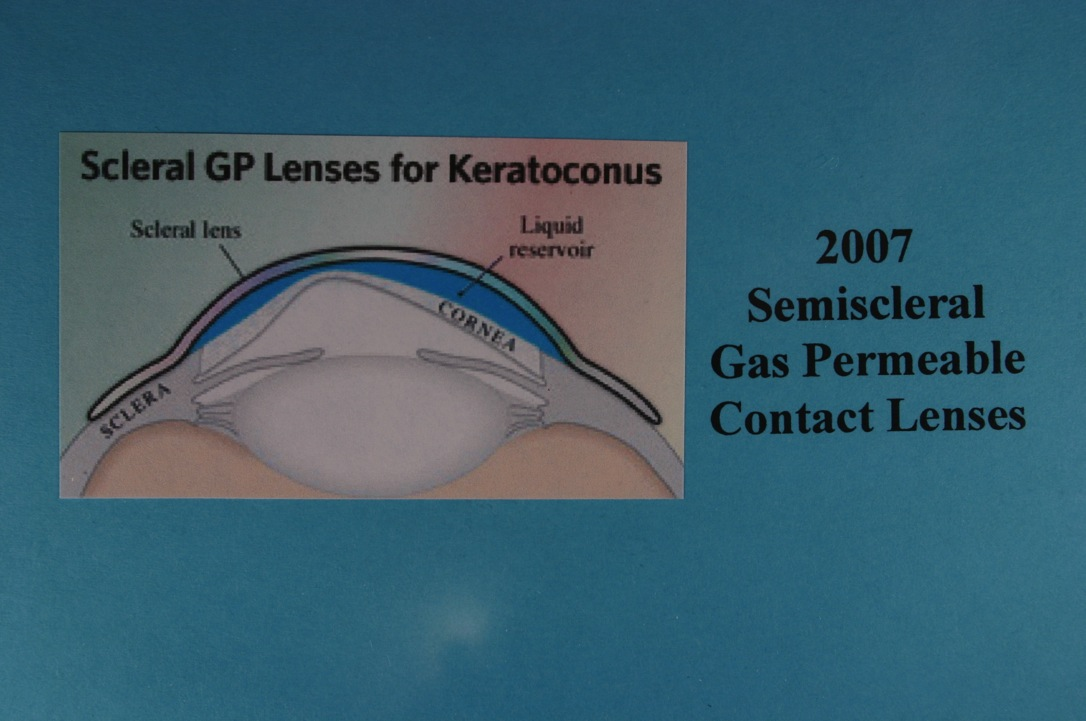 Scleral GP Lenses for Keratoconus
Scleral lens
Liquid
reservoir
CORNEA
SCLERA
2007
Semiscleral
Gas Permeable
Contact Lenses